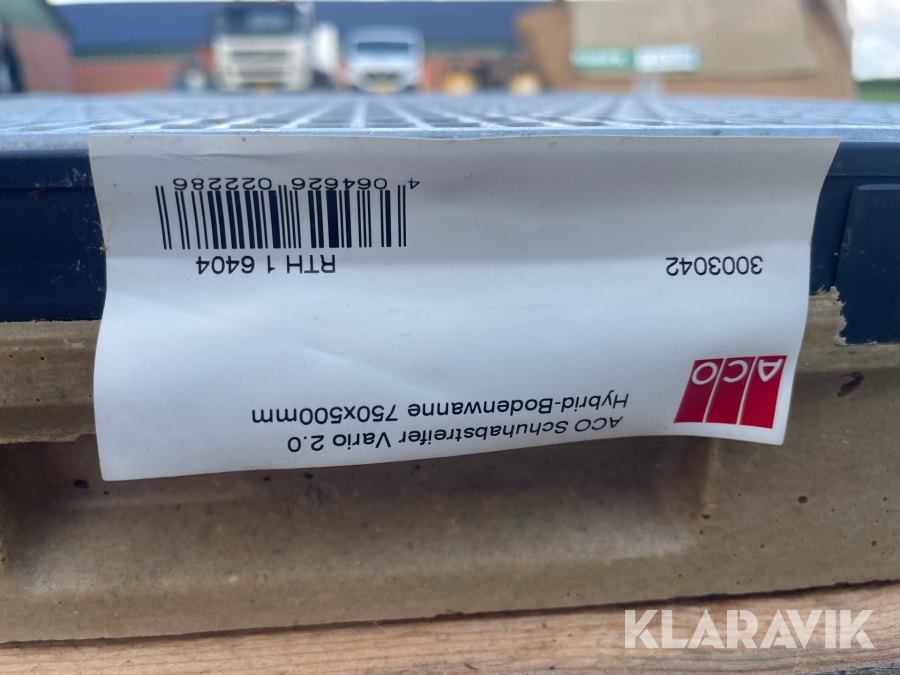 ACO
ACO Schuhabstreifer Vario 2.0
Hybrid-Bodenwanne 750x500mm
3003042
RTH 1 6404
4 064626 022286
KLARAVIK